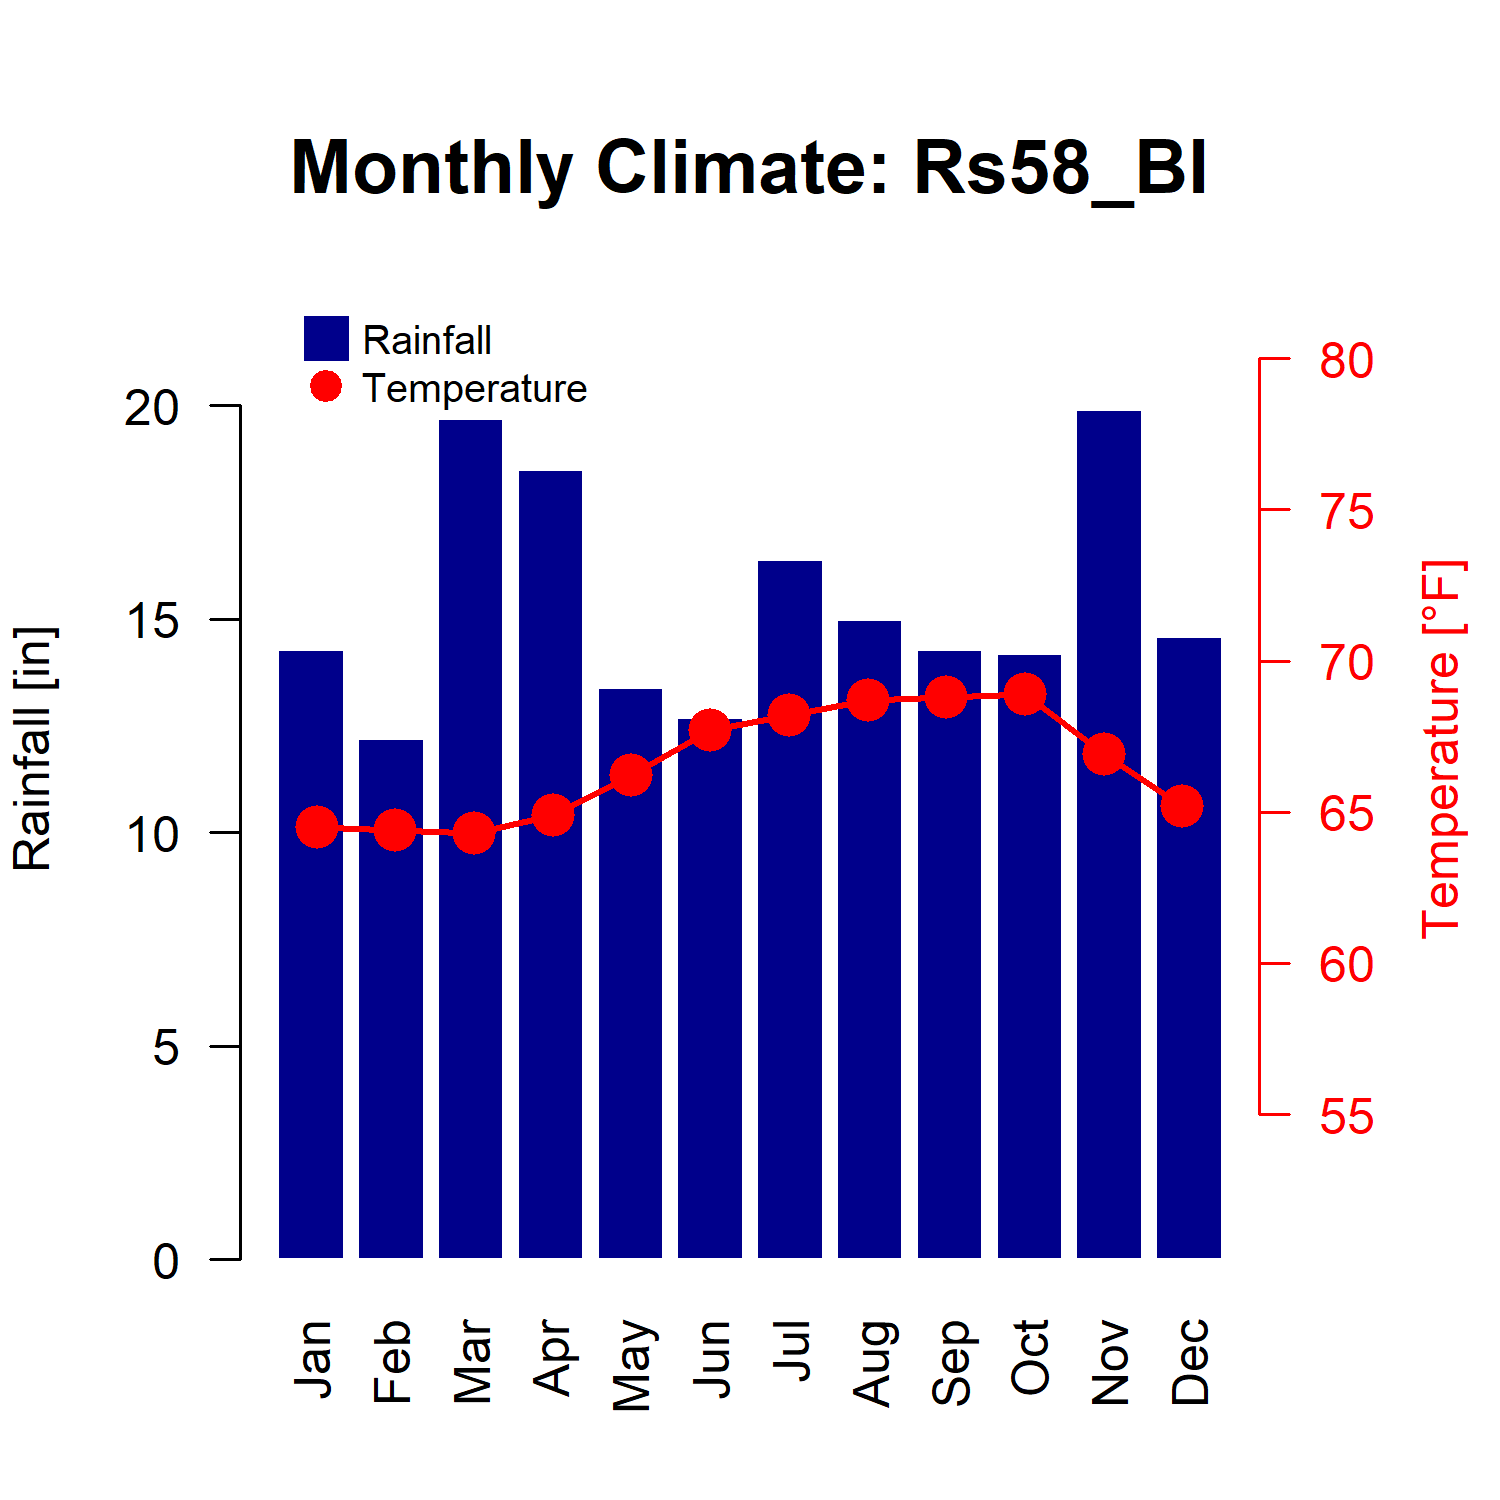 Monthly Climate: Rs58_BI
Rainfall
Temperature
20
15
10
5
0
Rainfall [in]
80
75
70
65
60
55
Temperature [°F]
Jan
Feb
Mar
Apr
May
Jun
Jul
Aug
Sep
Oct
Nov
Dec